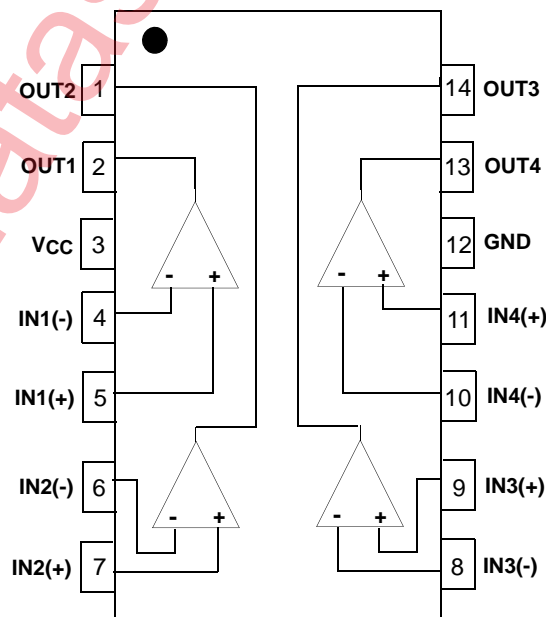 OUT2 1 14 OUT3
OUT1 2 13 OUT4
VCC 3 12 GND
- + - +
IN1(-) 4 11 IN4(+)
IN1(+) 5 10 IN4(-)
IN2(-) 6 9 IN3(+)
- + - +
IN2(+) 7 8 IN3(-)